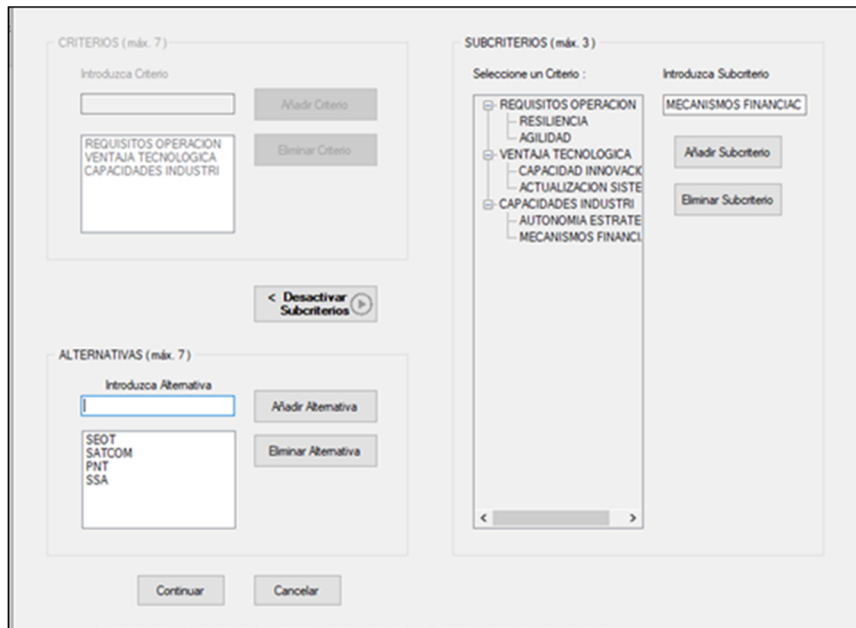 CRITERIOS (máx. 7)
Introduzca Criterio
Añadir Criterio
Eliminar Criterio
REQUISITOS OPERACION
VENTAJA TECNOLOGICA
CAPACIDADES INDUSTRI
< Desactivar
Subcriterios
ALTERNATIVAS (máx. 7)
Introduzca Alternativa
Añadir Alternativa
Eliminar Alternativa
SEOT
SATCOM
PNT
SSA
Continuar
Cancelar
SUBCRITERIOS (máx. 3)
Seleccione un Criterio :
REQUISITOS OPERACION
RESILIENCIA
AGILIDAD
VENTAJA TECNOLOGICA
CAPACIDAD INNOVACIO
ACTUALIZACION SISTE
CAPACIDADES INDUSTRI
AUTONOMIA ESTRATE
MECANISMOS FINANCI
Introduzca Subcriterio
MECANISMOS FINANCIAC
Añadir Subcriterio
Eliminar Subcriterio